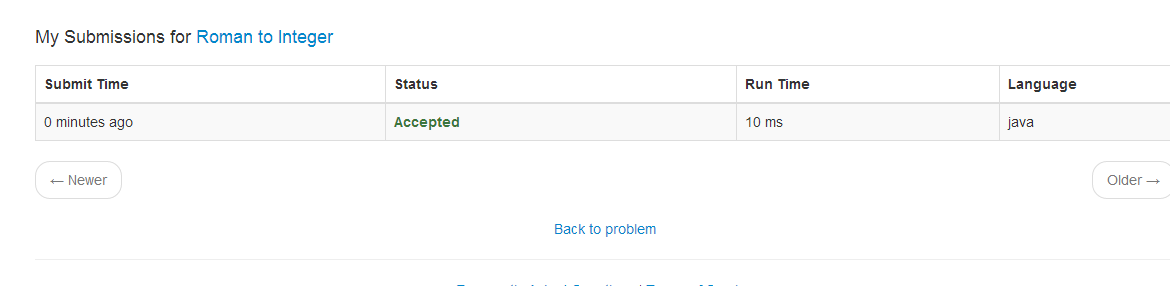 My Submissions for Roman to Integer
Submit Time Status Run Time Language
0 minutes ago Accepted 10 ms java
← Newer Older →
Back to problem